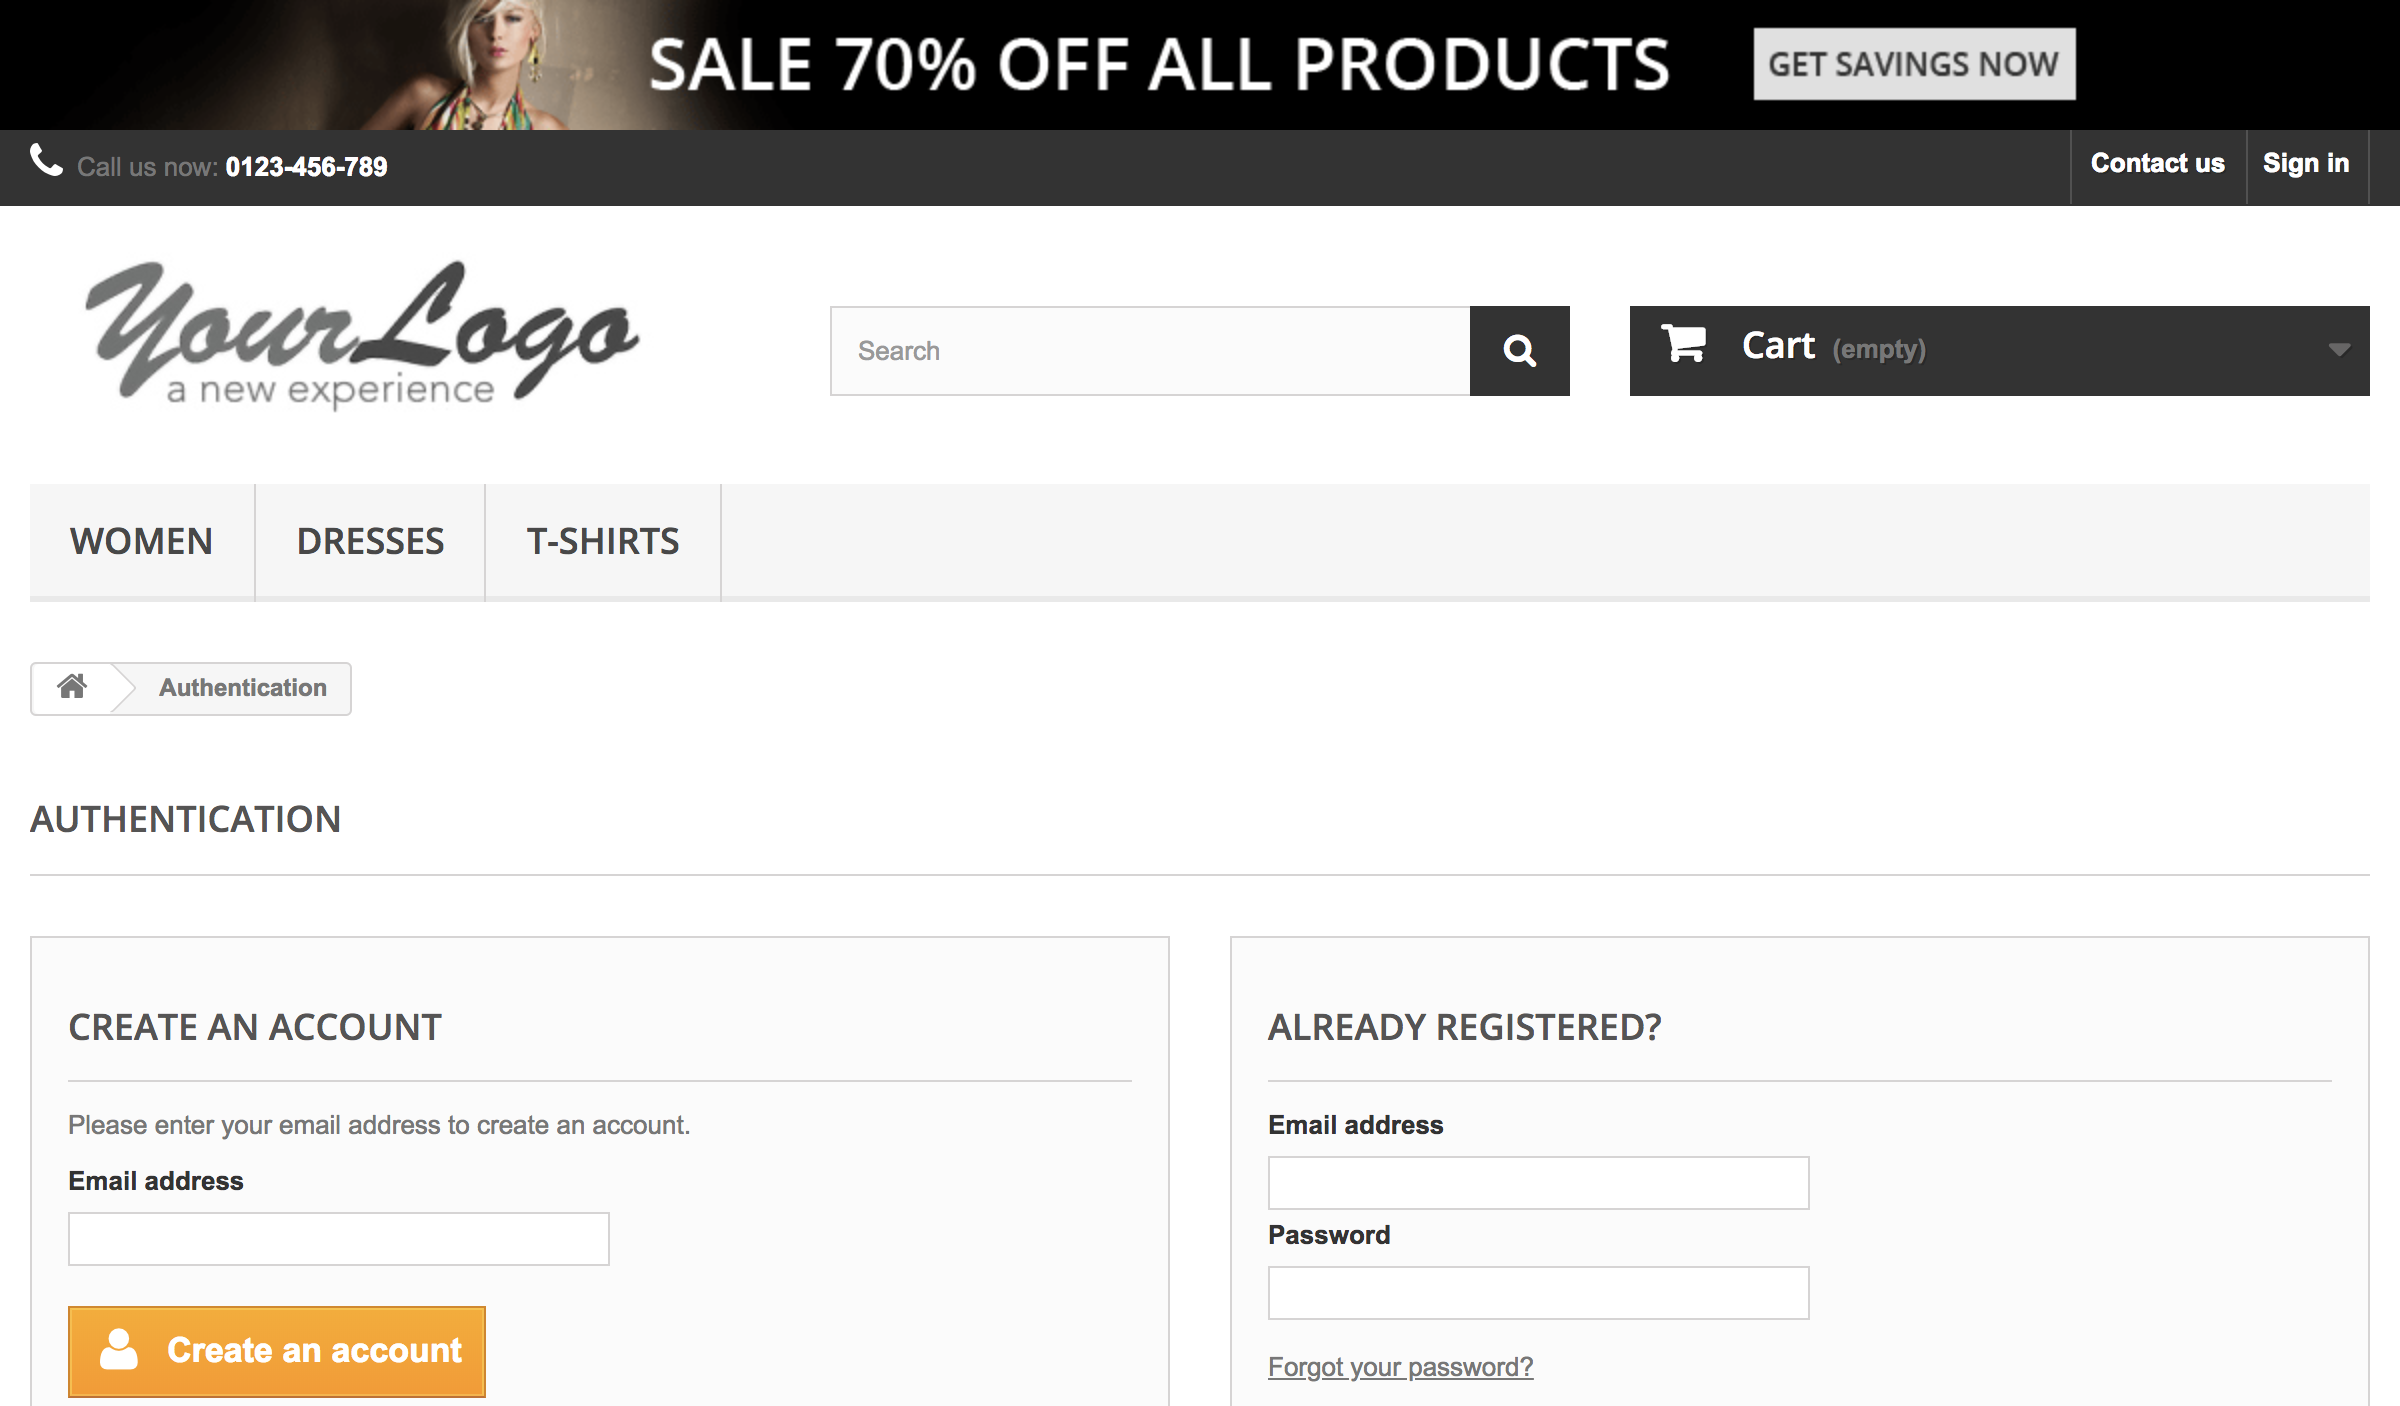 SALE 70% OFF ALL PRODUCTS
GET SAVINGS NOW
Call us now: 0123-456-789
Contact us
Sign in
YourLogo
a new experience
Search
Cart (empty)
WOMEN
DRESSES
T-SHIRTS
Authentication
AUTHENTICATION
CREATE AN ACCOUNT
Please enter your email address to create an account.
Email address
Create an account
ALREADY REGISTERED?
Email address
Password
Forgot your password?